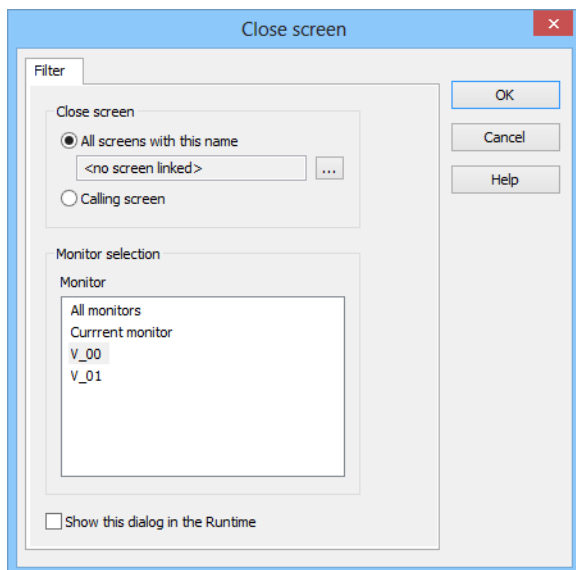 Close screen
Filter
Close screen
All screens with this name
<no screen linked>
...
Calling screen
Monitor selection
Monitor
All monitors
Currrent monitor
V_00
V_01
Show this dialog in the Runtime
OK
Cancel
Help